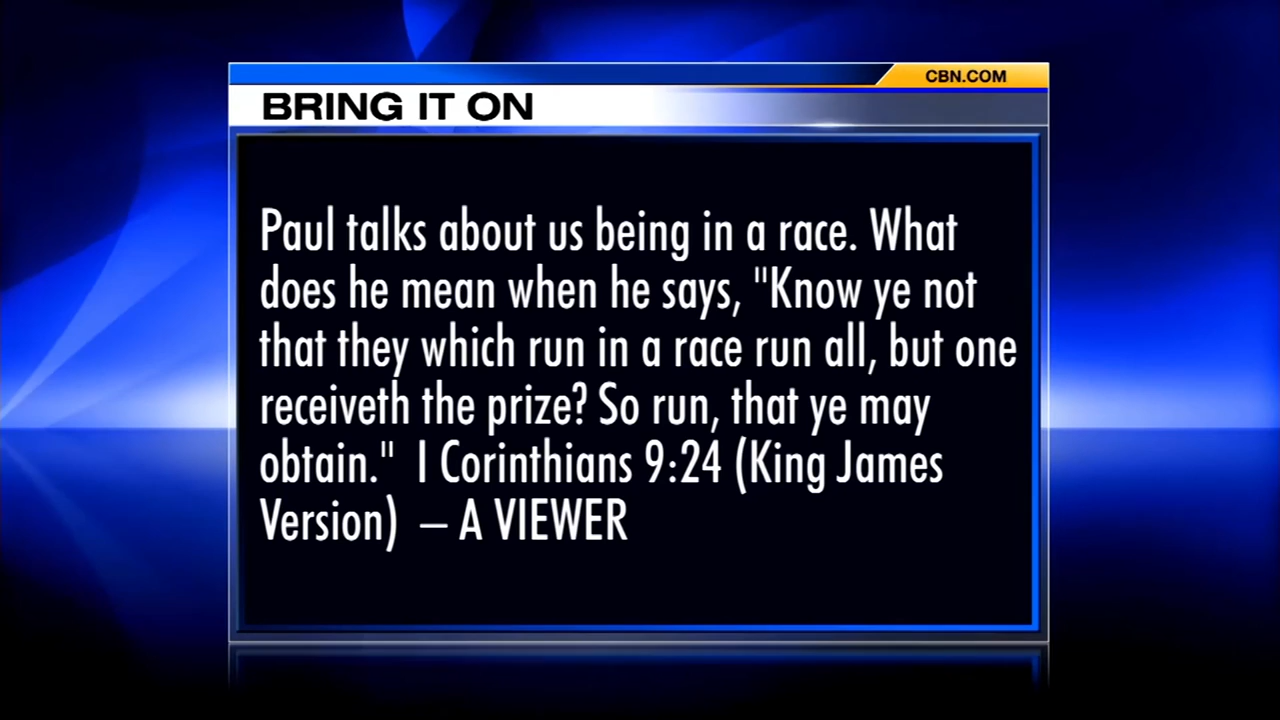 CBN.COM
BRING IT ON
Paul talks about us being in a race. What
does he mean when he says, "Know ye not
that they which run in a race run all, but one
receiveth the prize? So run, that ye may
obtain."  I Corinthians 9:24 (King James
Version)  – A VIEWER